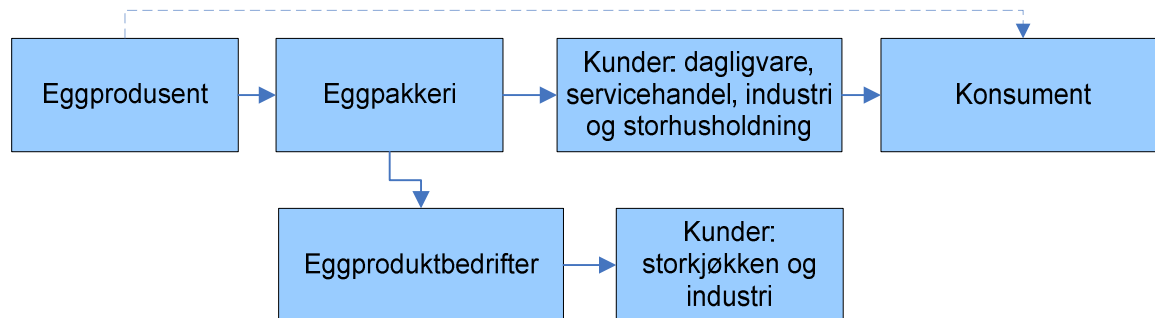 Eggprodusent
Eggpakkeri
Kunder: dagligvare,
servicehandel, industri
og storhusholdning
Konsument
Eggproduktbedrifter
Kunder:
storkjøkken og
industri